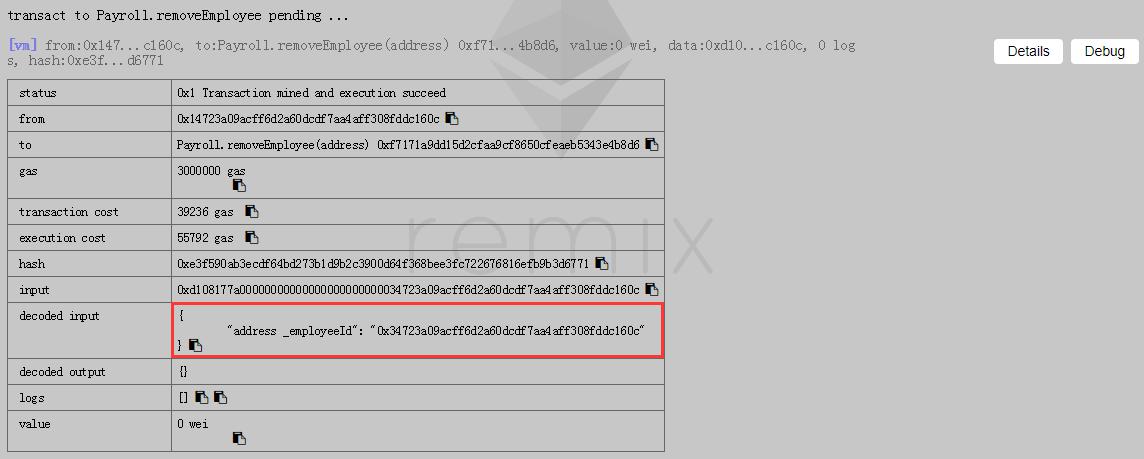 transact to Payroll.removeEmployee pending ...
[vm] from:0x147...c160c, to:Payroll.removeEmployee(address) 0xf71...4b8d6, value:0 wei, data:0xd10...c160c, 0 log
s, hash:0xe3f...d6771
Details
Debug
status 0x1 Transaction mined and execution succeed
from 0x14723a09acff6d2a60dcdf7aa4aff308fddc160c
to Payroll.removeEmployee(address) 0xf7171a9dd15d2cfaa9cf8650cfeaeb5343e4b8d6
gas 3000000 gas
transaction cost 39236 gas
execution cost 55792 gas
hash 0xe3f590ab3ecdf64bd273b1d9b2c3900d64f368bee3fc722676816efb9b3d6771
input 0xd108177a00000000000000000000000034723a09acff6d2a60dcdf7aa4aff308fddc160c
decoded input {
"address _employeeId": "0x34723a09acff6d2a60dcdf7aa4aff308fddc160c"
}
decoded output {}
logs []
value 0 wei
remix